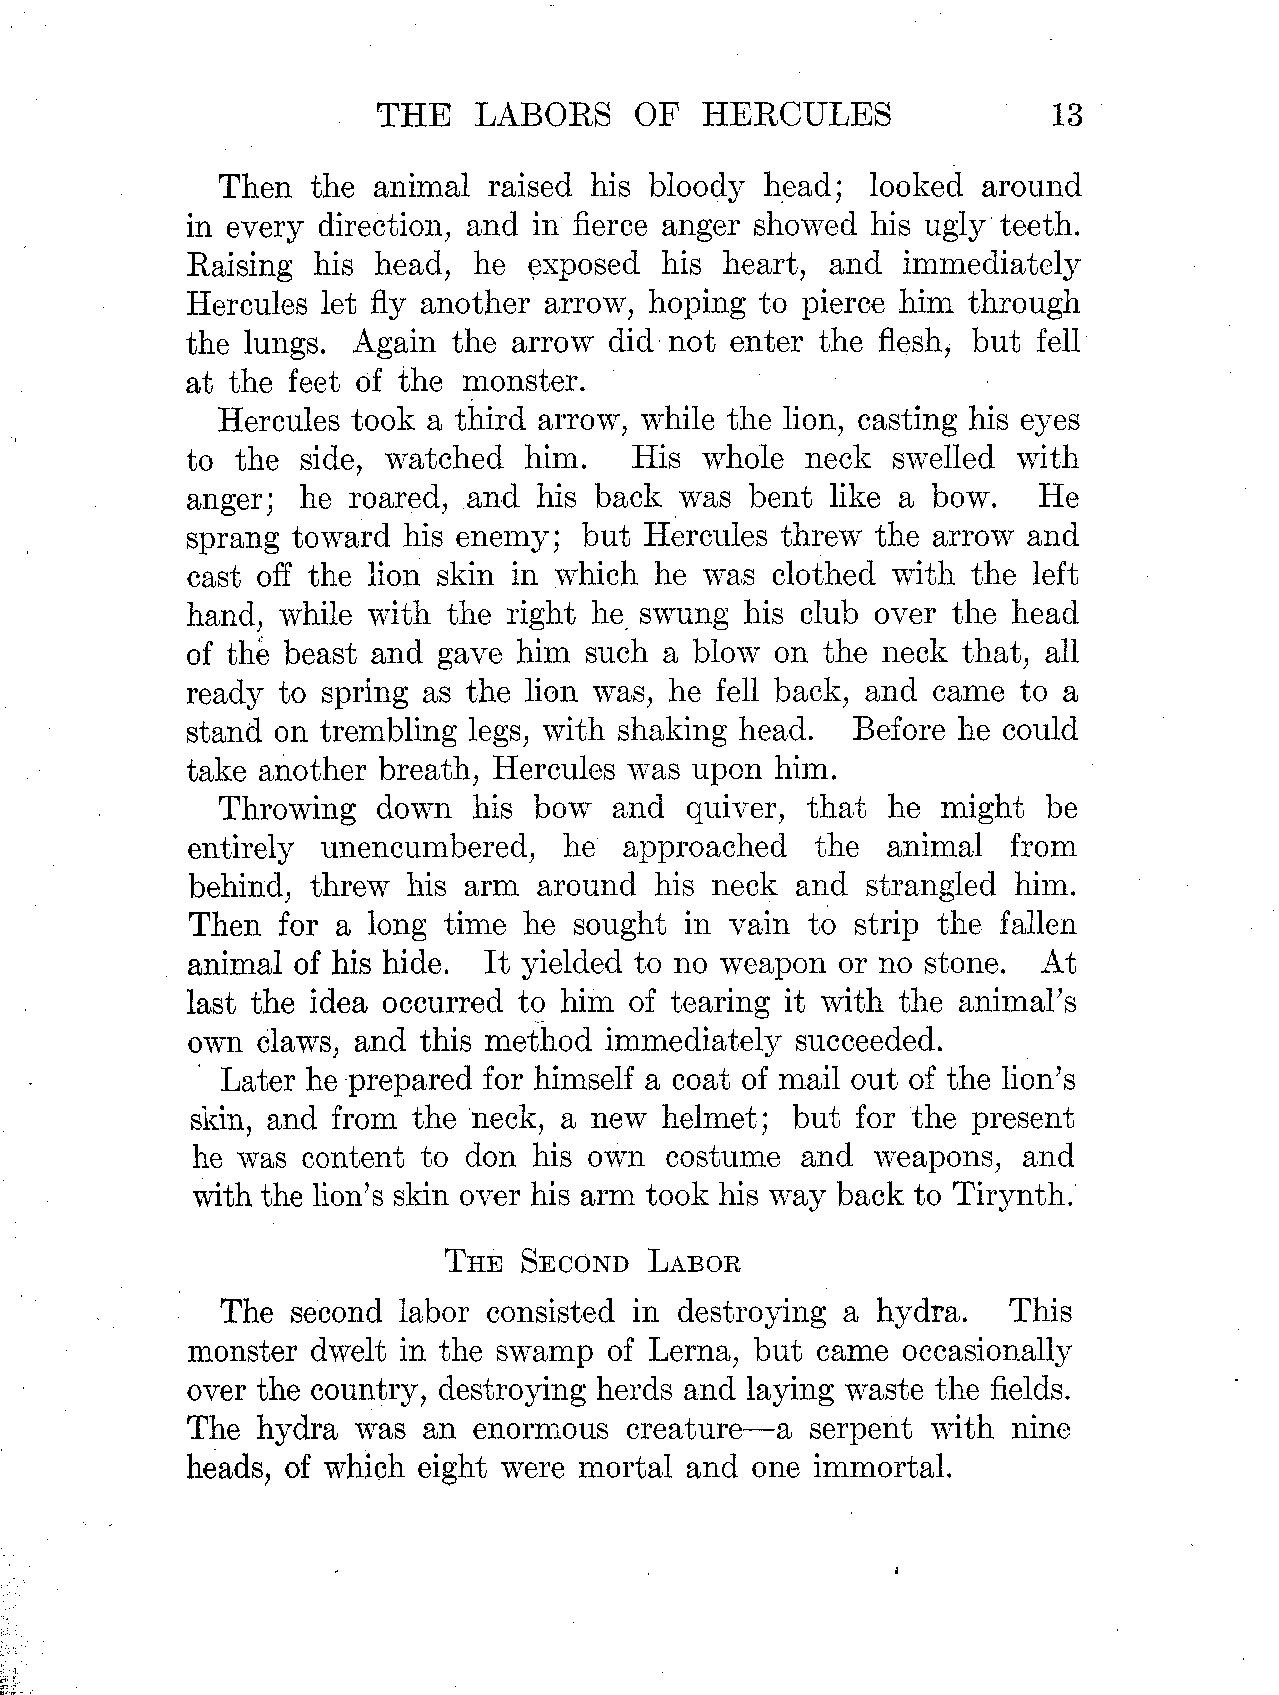 THE LABORS OF HERCULES 13
Then the animal raised his bloody head; looked around
in every direction, and in fierce anger showed his ugly teeth.
Raising his head, he exposed his heart, and immediately
Hercules let fly another arrow, hoping to pierce him through
the lungs. Again the arrow did not enter the flesh, but fell
at the feet of the monster.
Hercules took a third arrow, while the lion, casting his eyes
to the side, watched him. His whole neck swelled with
anger; he roared, and his back was bent like a bow. He
sprang toward his enemy; but Hercules threw the arrow and
cast off the lion skin in which he was clothed with the left
hand, while with the right he swung his club over the head
of the beast and gave him such a blow on the neck that, all
ready to spring as the lion was, he fell back, and came to a
stand on trembling legs, with shaking head. Before he could
take another breath, Hercules was upon him.
Throwing down his bow and quiver, that he might be
entirely unencumbered, he approached the animal from
behind, threw his arm around his neck and strangled him.
Then for a long time he sought in vain to strip the fallen
animal of his hide. It yielded to no weapon or no stone. At
last the idea occurred to him of tearing it with the animal's
own claws, and this method immediately succeeded.
Later he prepared for himself a coat of mail out of the lion's
skin, and from the neck, a new helmet; but for the present
he was content to don his own costume and weapons, and
with the lion's skin over his arm took his way back to Tirynth.
THE SECOND LABOR
The second labor consisted in destroying a hydra. This
monster dwelt in the swamp of Lerna, but came occasionally
over the country, destroying herds and laying waste the fields.
The hydra was an enormous creature—a serpent with nine
heads, of which eight were mortal and one immortal.